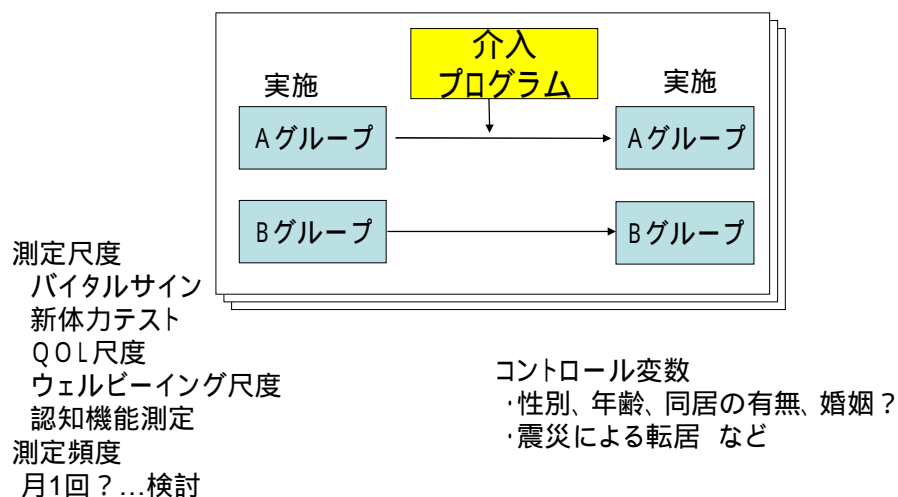 介入
プログラム
実施
実施
Aグループ
Aグループ
Bグループ
Bグループ
測定尺度
バイタルサイン
新体力テスト
QOL尺度
ウェルビーイング尺度
認知機能測定
測定頻度
月1回？…検討
コントロール変数
・性別、年齢、同居の有無、婚姻？
・震災による転居 など